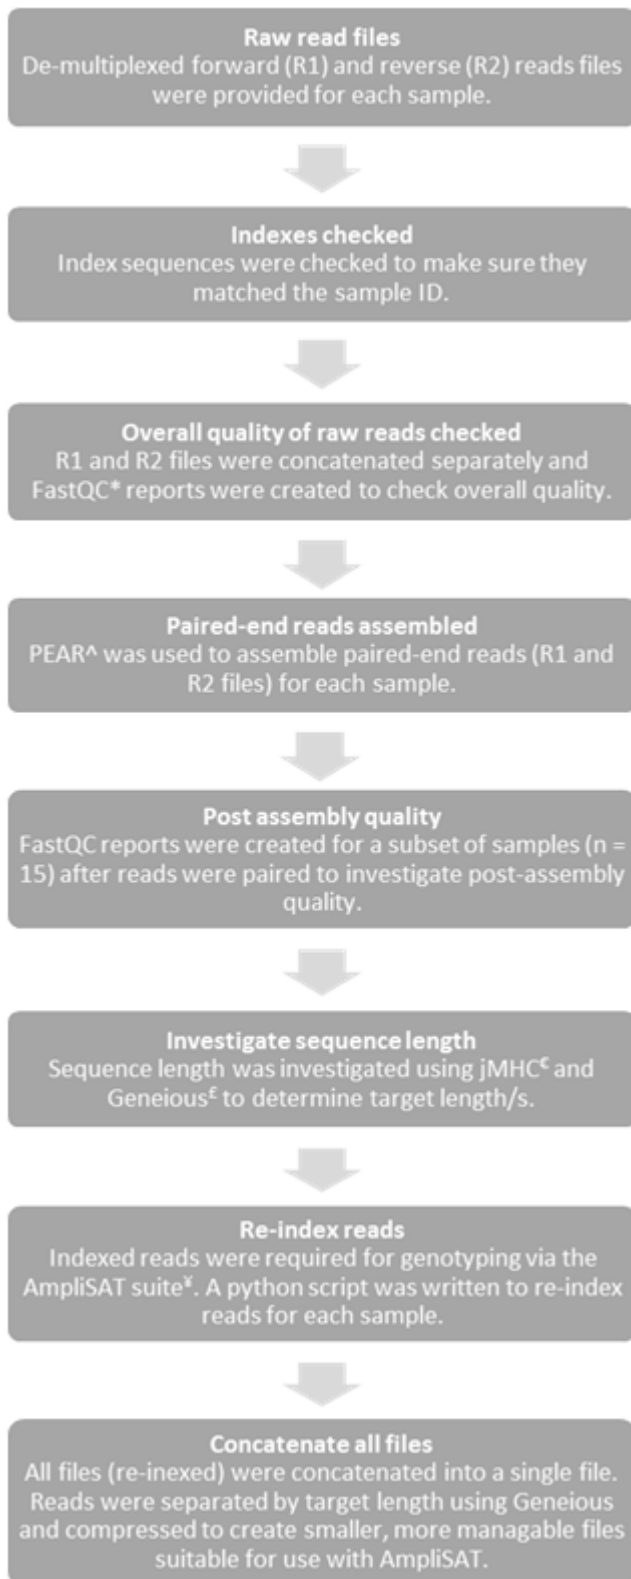 Raw read files
De-multiplexed forward (R1) and reverse (R2) reads files
were provided for each sample.
Indexes checked
Index sequences were checked to make sure they
matched the sample ID.
Overall quality of raw reads checked
R1 and R2 files were concatenated separately and
FastQC* reports were created to check overall quality.
Paired-end reads assembled
PEAR^ was used to assemble paired-end reads (R1 and
R2 files) for each sample.
Post assembly quality
FastQC reports were created for a subset of samples (n =
15) after reads were paired to investigate post-assembly
quality.
Investigate sequence length
Sequence length was investigated using jMHC€ and
Geneious£ to determine target length/s.
Re-index reads
Indexed reads were required for genotyping via the
AmpliSAT suite¥. A python script was written to re-index
reads for each sample.
Concatenate all files
All files (re-inexed) were concatenated into a single file.
Reads were separated by target length using Geneious
and compressed to create smaller, more managable files
suitable for use with AmpliSAT.